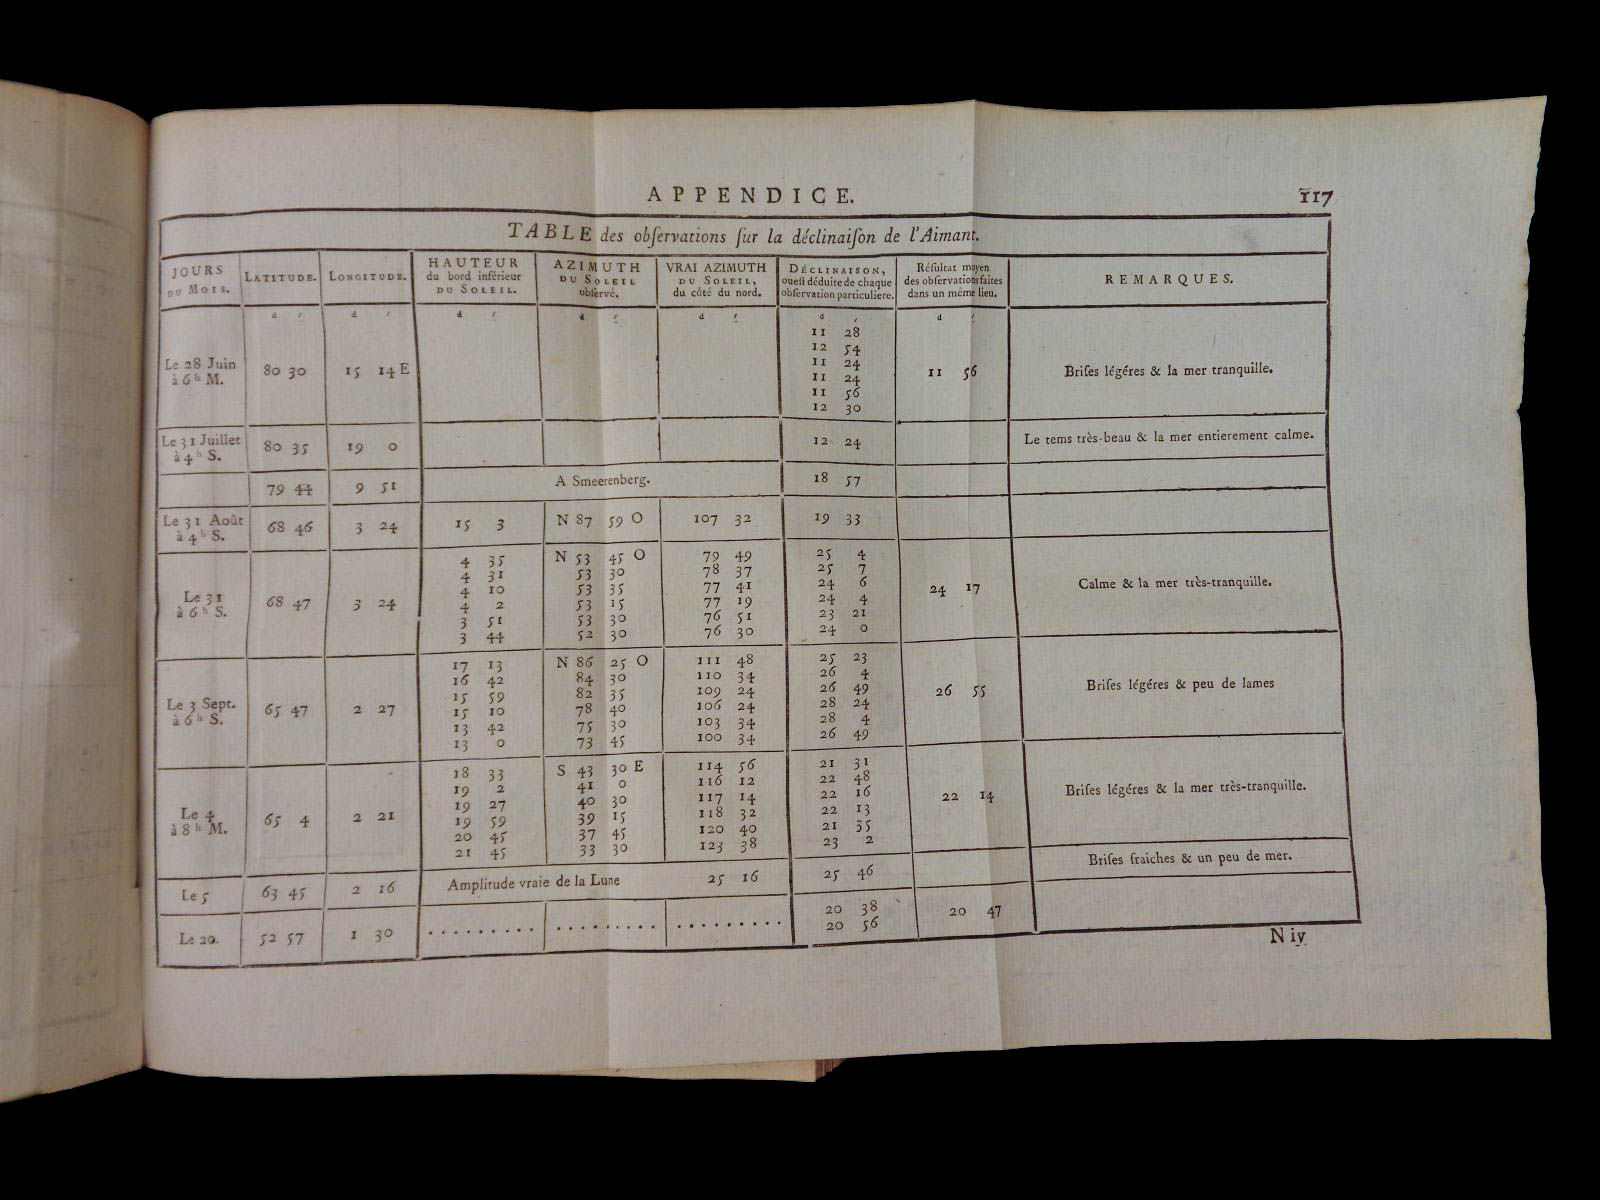 APPENDICE.
117
TABLE des obſervations ſur la déclinaiſon de l'Aimant.
JOURS DU MOIS. LATITUDE. LONGITUDE. HAUTEUR du bord inférieur DU SOLEIL. AZIMUTH DU SOLEIL obſervé. VRAI AZIMUTH DU SOLEIL, du côté du nord. DÉCLINAISON, oueſt déduite de chaque obſervation particuliere. Réſultat moyen des obſervations faites dans un même lieu. REMARQUES.
d ′ d ′ d ′ d ′ d ′ d ′ d ′
Le 28 Juin à 6h M. 80 30 15 14 E 11 28 11 56 Briſes légéres & la mer tranquille.
12 54
11 24
11 24
11 56
12 30
Le 31 Juillet à 4h S. 80 35 19 0 12 24 Le tems très-beau & la mer entierement calme.
79 44 9 51 A Smeerenberg. 18 57
Le 31 Août à 4h S. 68 46 3 24 15 3 N 87 59 O 107 32 19 33
Le 31 à 6h S. 68 47 3 24 4 35 N 53 45 O 79 49 25 4 24 17 Calme & la mer très-tranquille.
4 31 53 30 78 37 25 7
4 10 53 35 77 41 24 6
4 2 53 15 77 19 24 4
3 51 53 30 76 51 23 21
3 44 52 30 76 30 24 0
Le 3 Sept. à 6h S. 65 47 2 27 17 13 N 86 25 O 111 48 25 23 26 55 Briſes légéres & peu de lames
16 42 84 30 110 34 26 4
15 59 82 35 109 24 26 49
15 10 78 40 106 24 28 24
13 42 75 30 103 34 28 4
13 0 73 45 100 34 26 49
Le 4 à 8h M. 65 4 2 21 18 33 S 43 30 E 114 56 21 31 22 14 Briſes légéres & la mer très-tranquille.
19 2 41 0 116 12 22 48
19 27 40 30 117 14 22 16
19 59 39 15 118 32 22 13
20 45 37 45 120 40 21 35
21 45 33 30 123 38 23 2
Le 5 63 45 2 16 Amplitude vraie de la Lune 25 16 25 46 Briſes fraiches & un peu de mer.
Le 20. 52 57 1 30 ......... ......... ......... 20 38 20 47
20 56
N iv